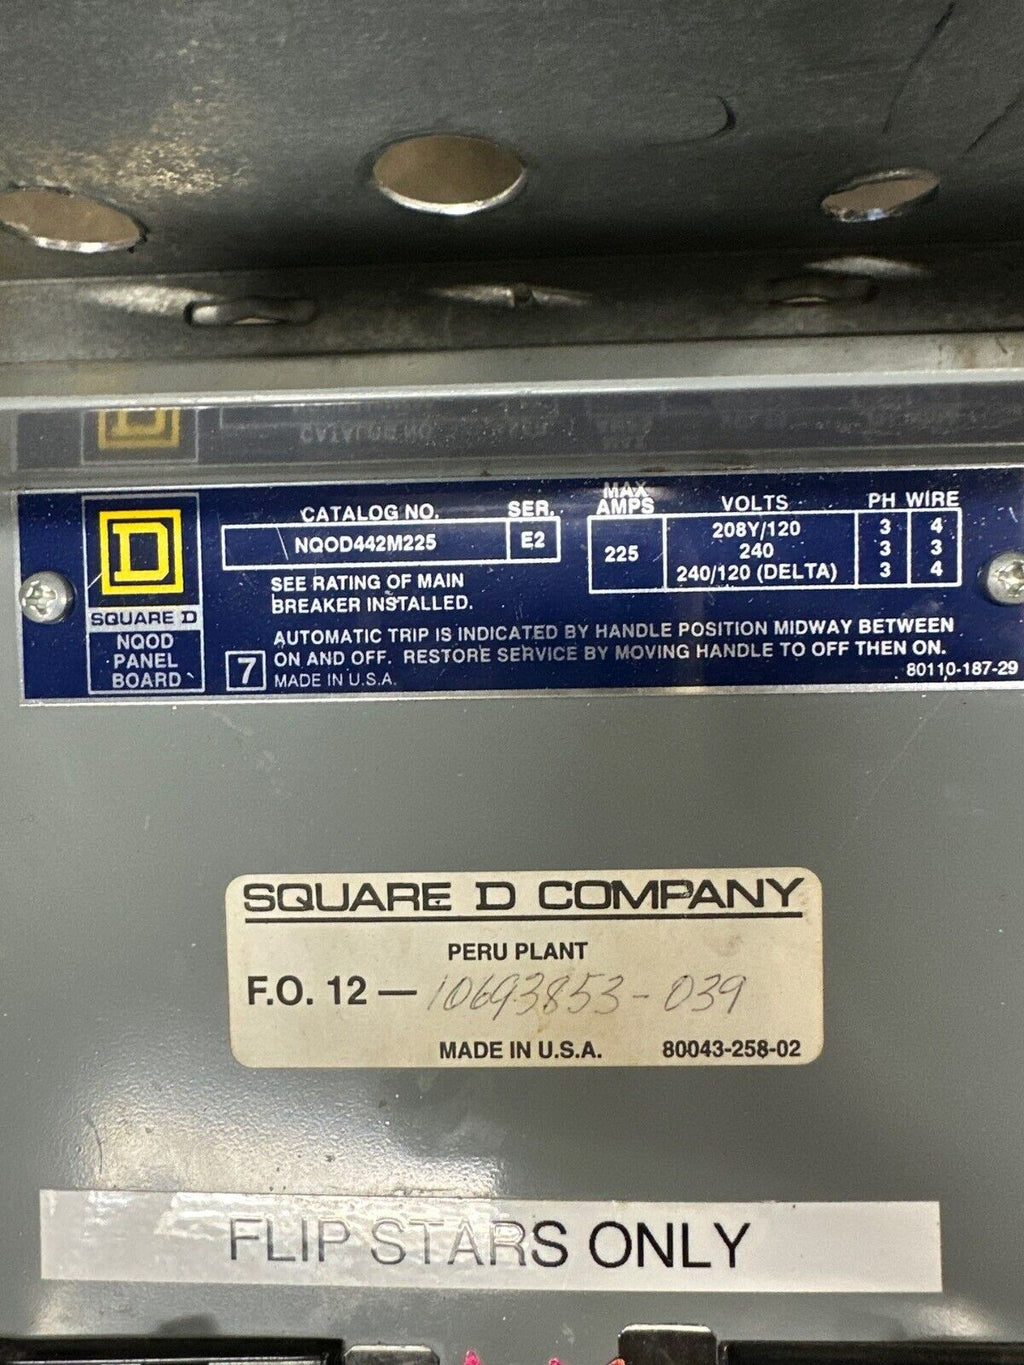 CATALOG NO. SER. MAX AMPS VOLTS PH WIRE
NQOD442M225 E2 225 208Y/120 3 4
240 3 3
240/120 (DELTA) 3 4
SQUARE D
NQOD
PANEL
BOARD
SEE RATING OF MAIN
BREAKER INSTALLED.
7
AUTOMATIC TRIP IS INDICATED BY HANDLE POSITION MIDWAY BETWEEN
ON AND OFF. RESTORE SERVICE BY MOVING HANDLE TO OFF THEN ON.
MADE IN U.S.A. 80110-187-29
SQUARE D COMPANY
PERU PLANT
F.O. 12 — 10693853-039
MADE IN U.S.A. 80043-258-02
FLIP STARS ONLY